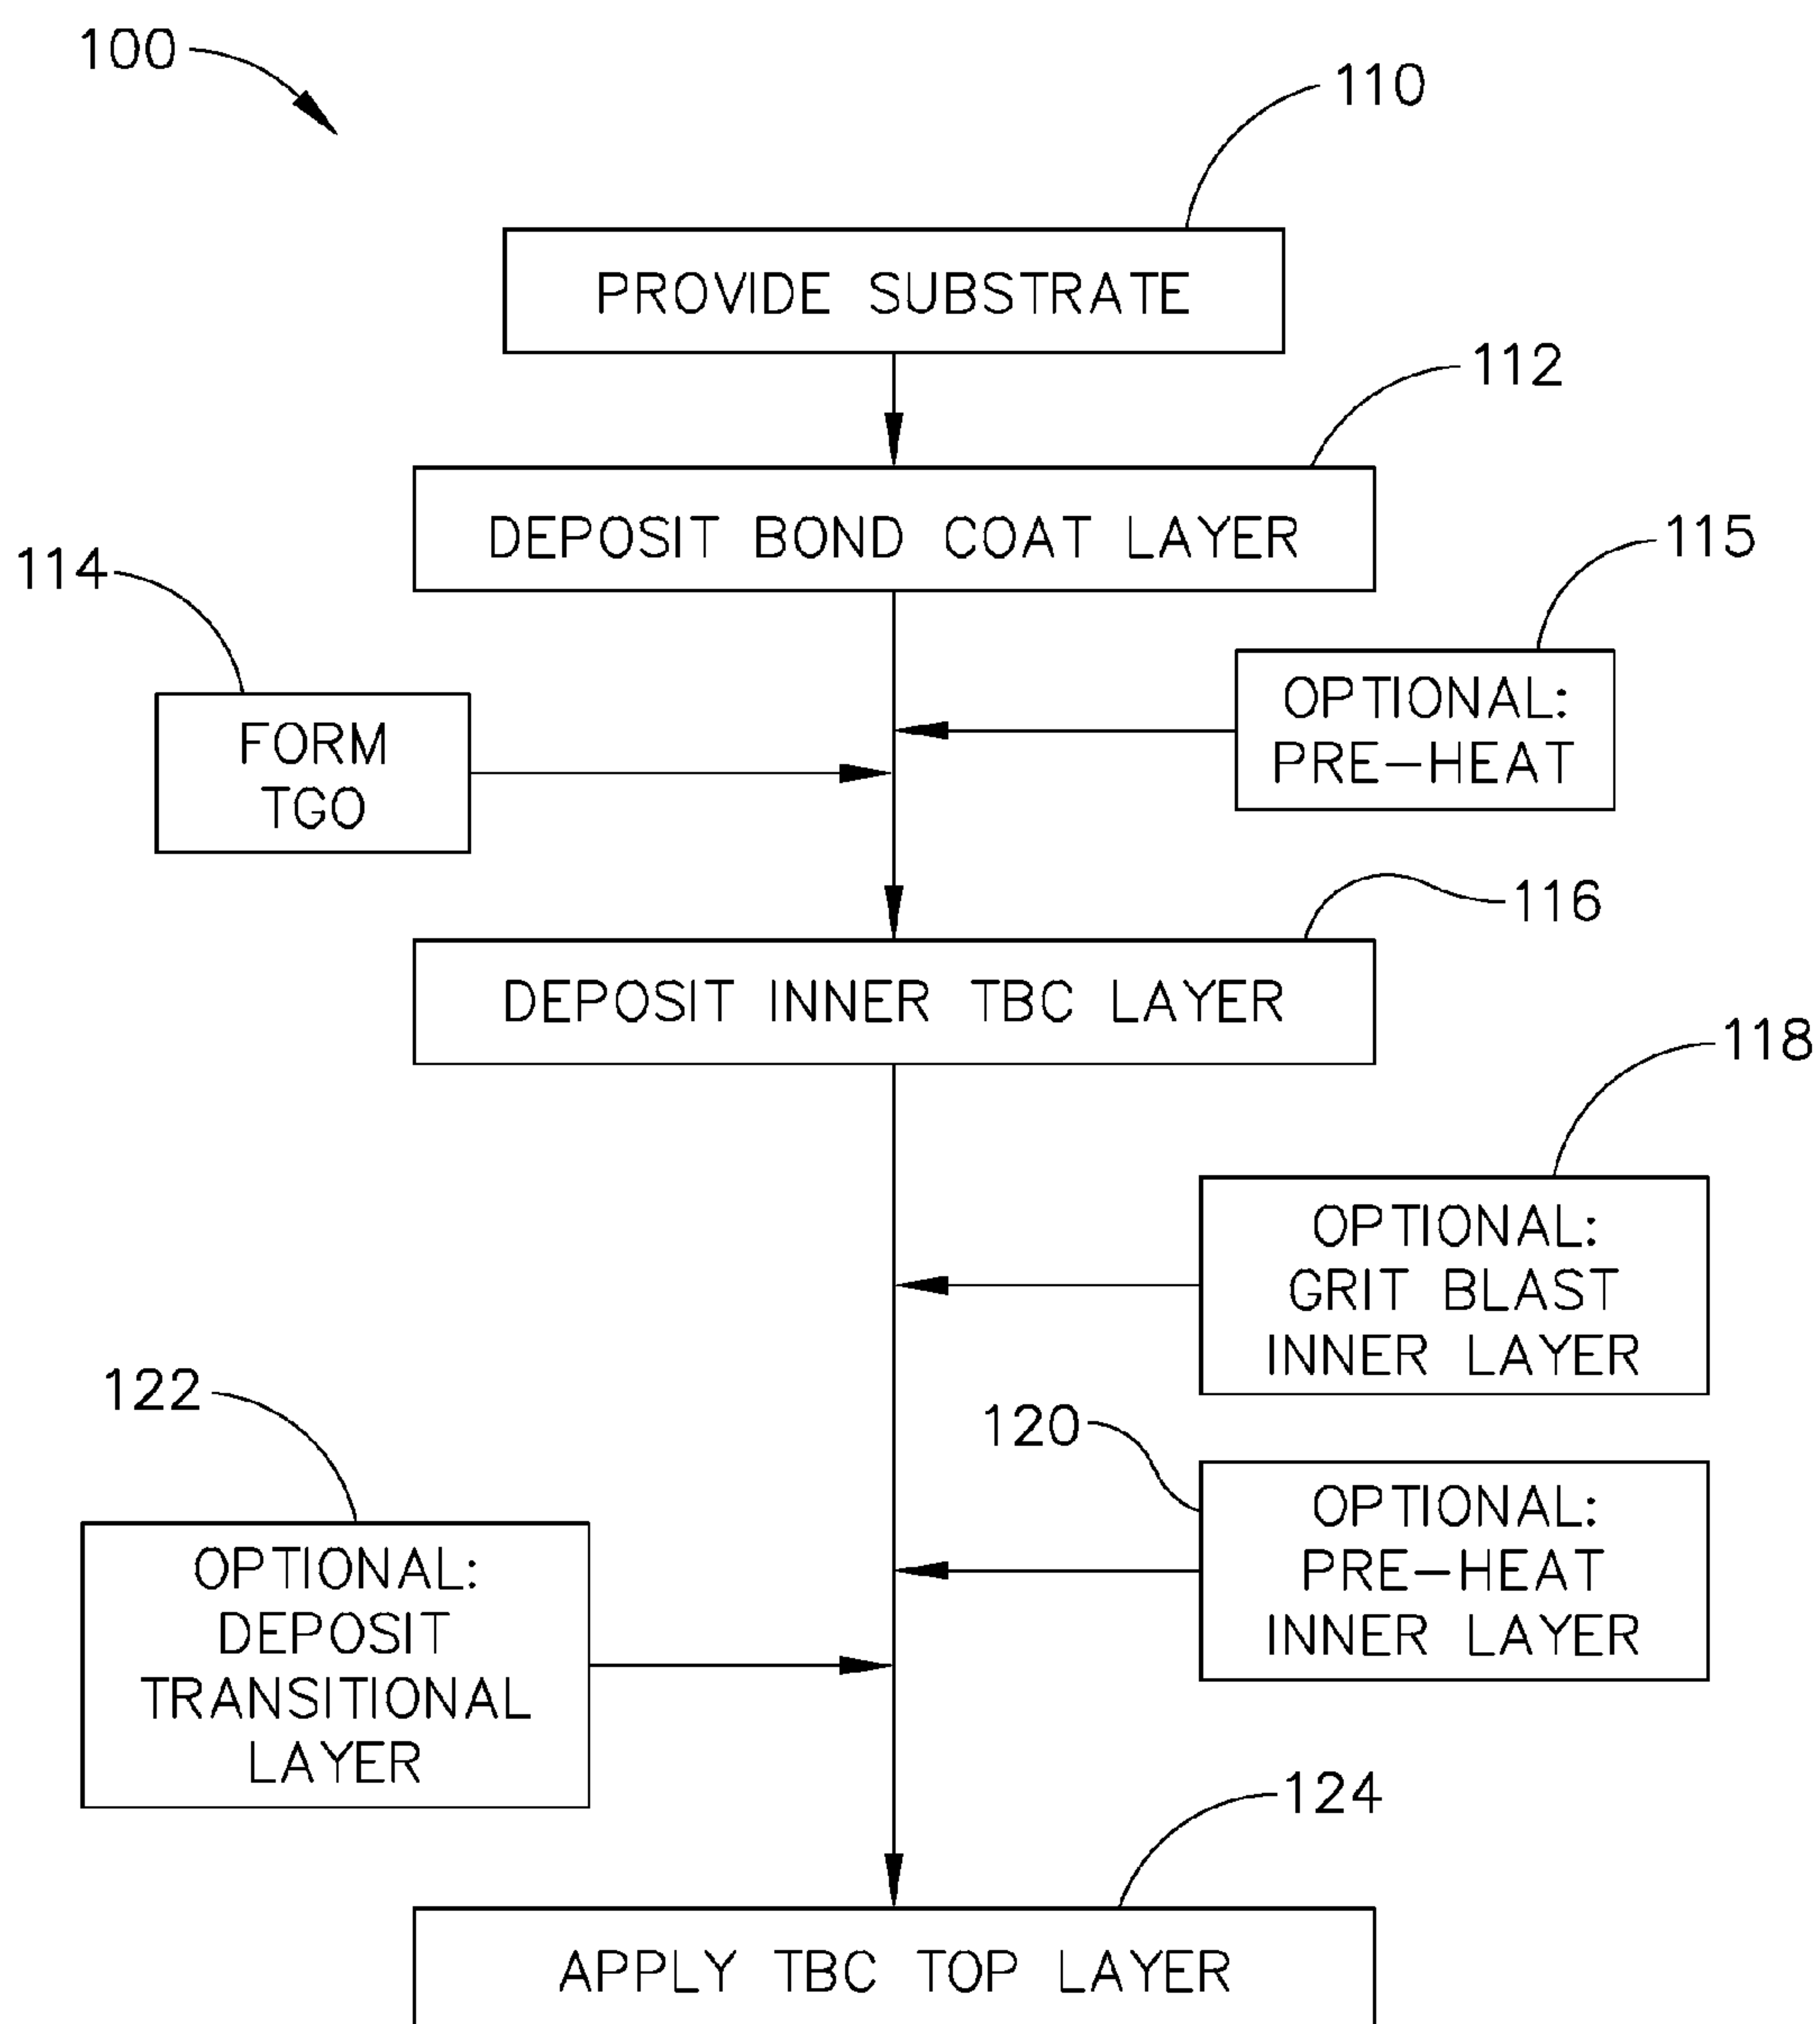 100
110
PROVIDE SUBSTRATE
112
DEPOSIT BOND COAT LAYER
114
115
FORM
TGO
OPTIONAL:
PRE-HEAT
116
DEPOSIT INNER TBC LAYER
118
OPTIONAL:
GRIT BLAST
INNER LAYER
122
120
OPTIONAL:
DEPOSIT
TRANSITIONAL
LAYER
OPTIONAL:
PRE-HEAT
INNER LAYER
124
APPLY TBC TOP LAYER